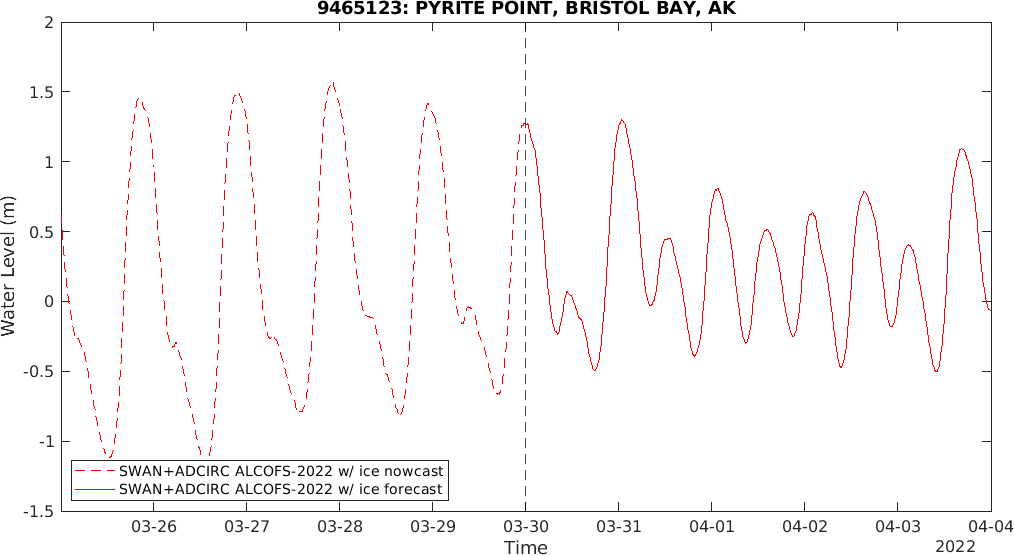 9465123: PYRITE POINT, BRISTOL BAY, AK
2
1.5
1
0.5
0
-0.5
-1
-1.5
Water Level (m)
SWAN+ADCIRC ALCOFS-2022 w/ ice nowcast
SWAN+ADCIRC ALCOFS-2022 w/ ice forecast
03-26 03-27 03-28 03-29 03-30 03-31 04-01 04-02 04-03 04-04
Time
2022